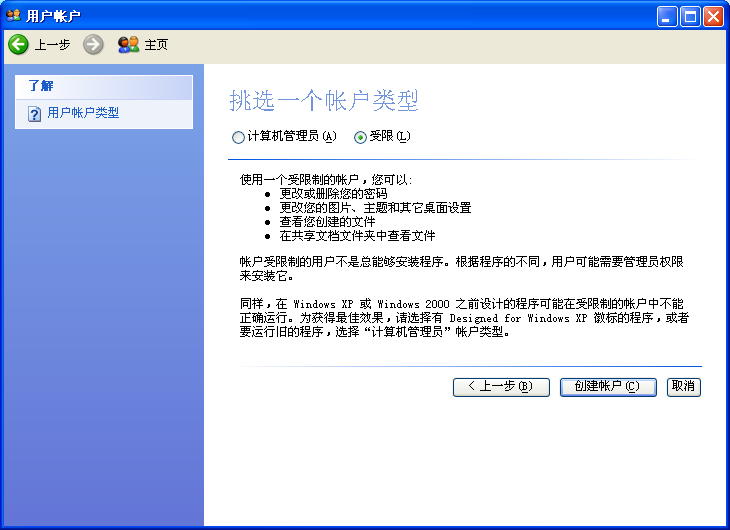 用户帐户
上一步 主页
了解
用户帐户类型
挑选一个帐户类型
计算机管理员(A) 受限(L)
使用一个受限制的帐户，您可以:
● 更改或删除您的密码
● 更改您的图片、主题和其它桌面设置
● 查看您创建的文件
● 在共享文档文件夹中查看文件
帐户受限制的用户不是总能够安装程序。根据程序的不同，用户可能需要管理员权限
来安装它。
同样，在 Windows XP 或 Windows 2000 之前设计的程序可能在受限制的帐户中不能
正确运行。为获得最佳效果，请选择有 Designed for Windows XP 徽标的程序，或者
要运行旧的程序，选择“计算机管理员”帐户类型。
< 上一步(B) 创建帐户(C) 取消